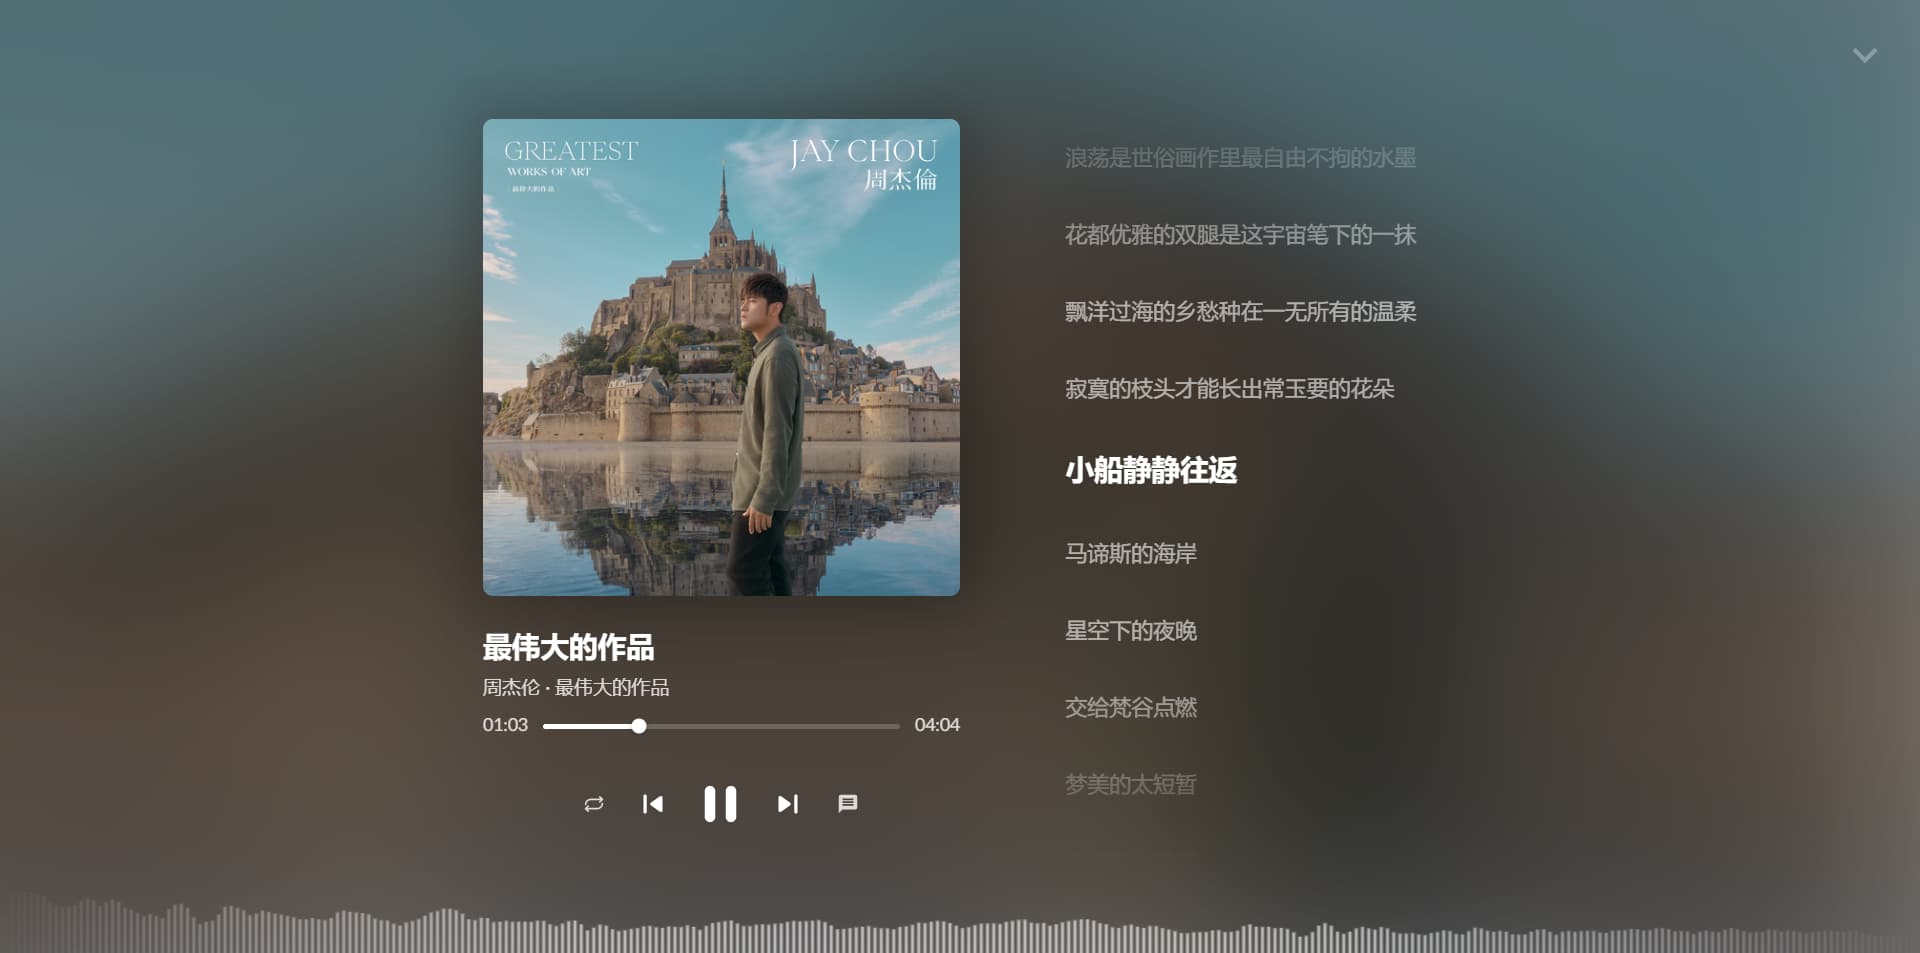 GREATEST
WORKS OF ART
最偉大的作品
JAY CHOU
周杰倫
最伟大的作品
周杰伦 · 最伟大的作品
01:03
04:04
浪荡是世俗画作里最自由不拘的水墨
花都优雅的双腿是这宇宙笔下的一抹
飘洋过海的乡愁种在一无所有的温柔
寂寞的枝头才能长出常玉要的花朵
小船静静往返
马谛斯的海岸
星空下的夜晚
交给梵谷点燃
梦美的太短暂